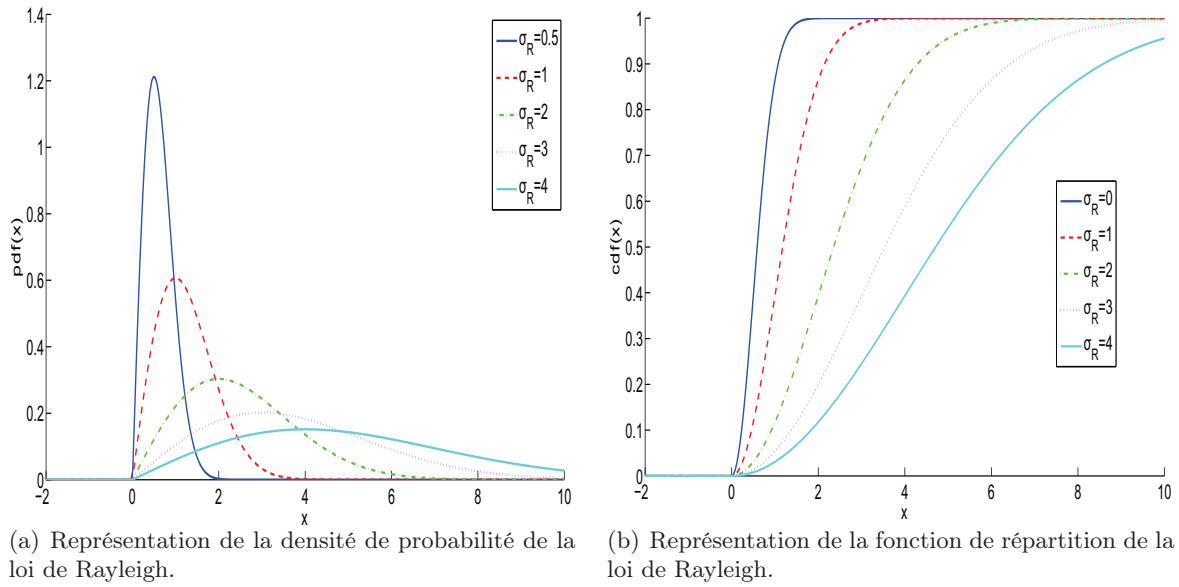 1.4
1.2
1
0.8
0.6
0.4
0.2
0
pdf(x)
−2
0
2
4
6
8
10
x
σR=0.5
σR=1
σR=2
σR=3
σR=4
(a) Représentation de la densité de probabilité de la
loi de Rayleigh.
1
0.9
0.8
0.7
0.6
0.5
0.4
0.3
0.2
0.1
0
cdf(x)
−2
0
2
4
6
8
10
x
σR=0
σR=1
σR=2
σR=3
σR=4
(b) Représentation de la fonction de répartition de la
loi de Rayleigh.